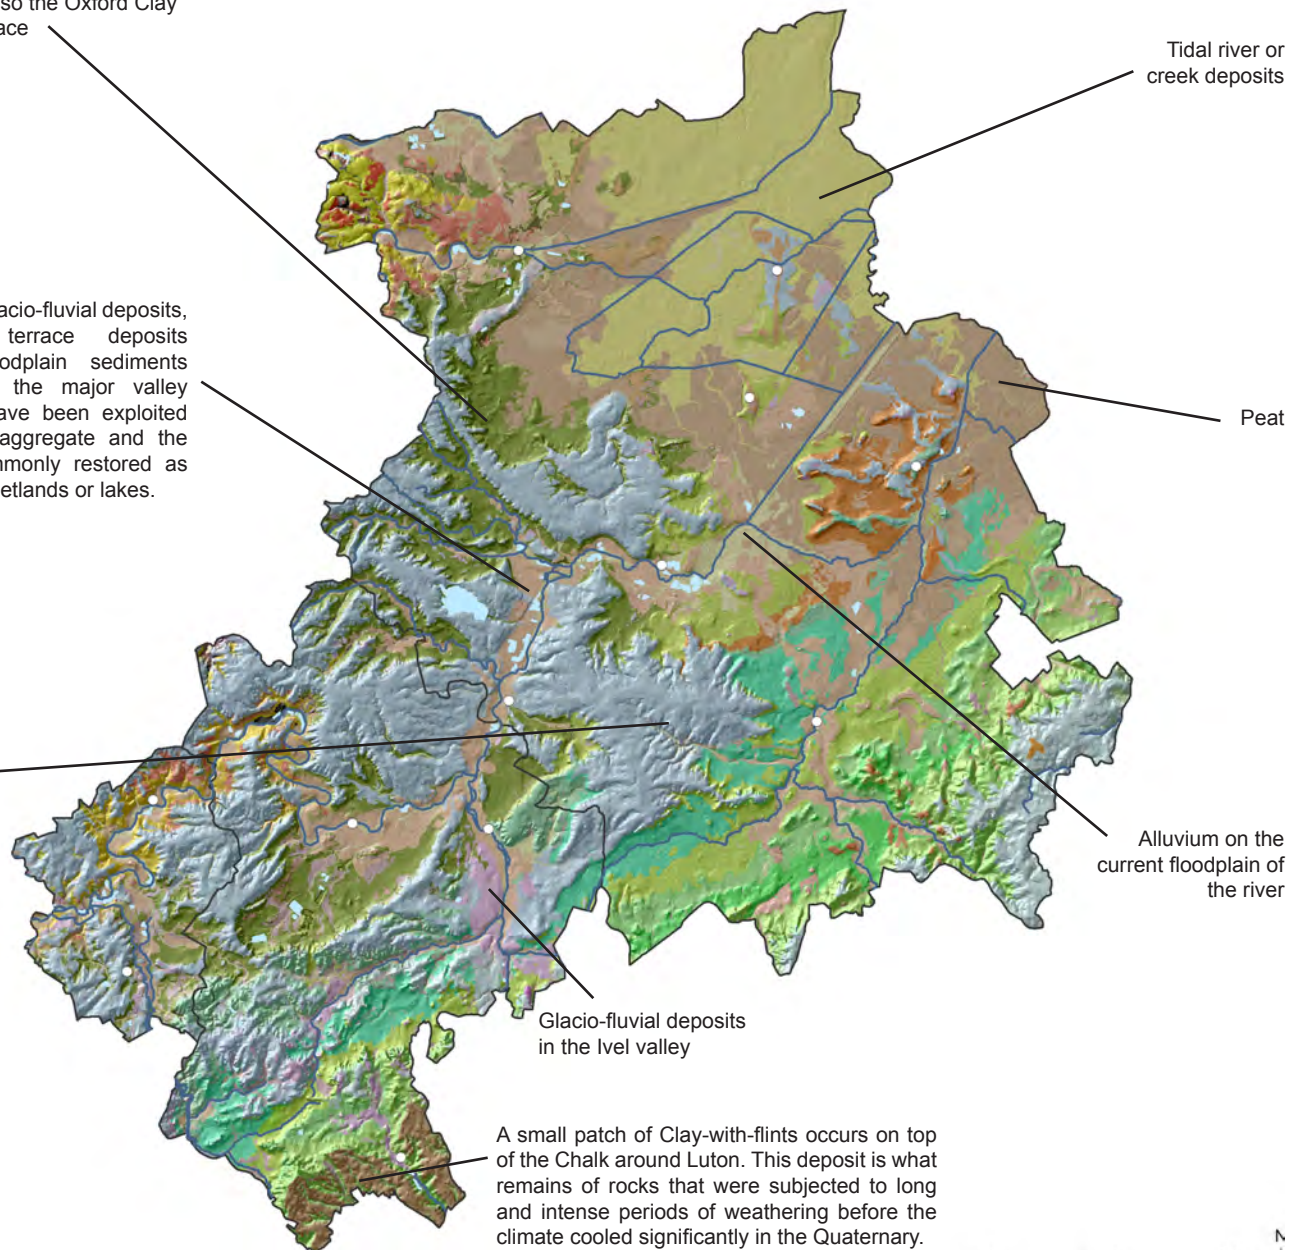 so the Oxford Clay
ace
Tidal river or
creek deposits
acio-fluvial deposits,
terrace deposits
odplain sediments
the major valley
ave been exploited
aggregate and the
mmonly restored as
etlands or lakes.
Peat
Alluvium on the
current floodplain of
the river
Glacio-fluvial deposits
in the Ivel valley
A small patch of Clay-with-flints occurs on top
of the Chalk around Luton. This deposit is what
remains of rocks that were subjected to long
and intense periods of weathering before the
climate cooled significantly in the Quaternary.